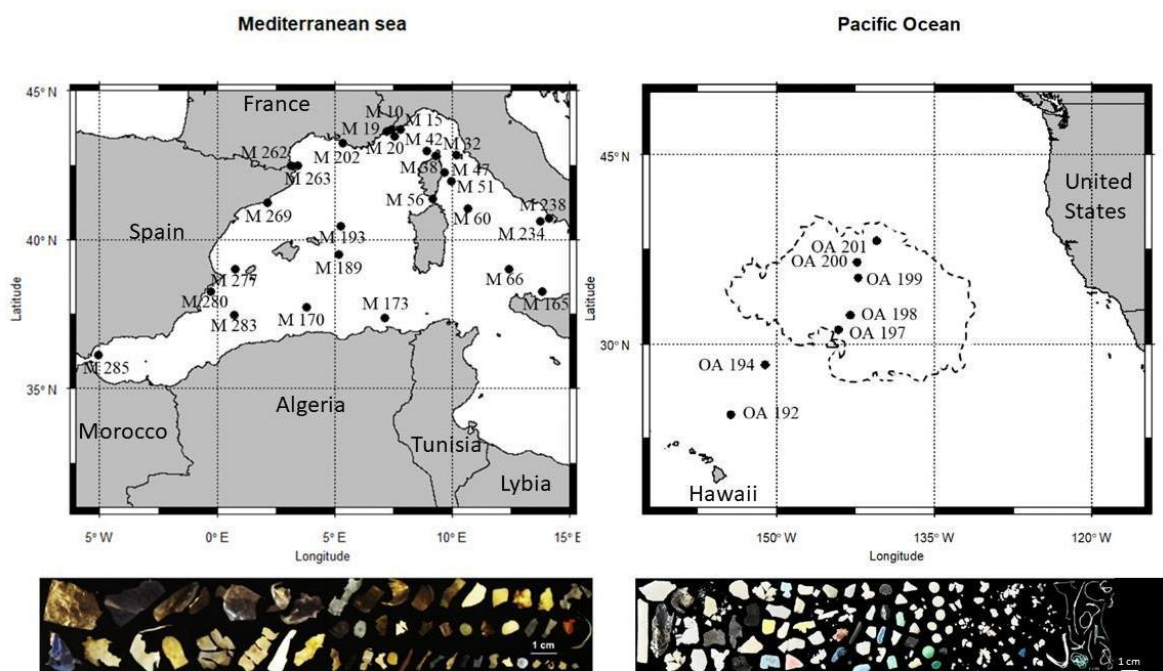 Mediterranean sea
Pacific Ocean
45° N
40° N
35° N
Latitude
5° W
0° E
5° E
10° E
15° E
Longitude
France
Spain
Morocco
Algeria
Tunisia
Lybia
M 10
M 15
M 19
M 20
M 42
M 32
M 202
M 38
M 47
M 51
M 262
M 263
M 56
M 60
M 238
M 234
M 269
M 193
M 189
M 277
M 280
M 283
M 66
M 165
M 170
M 173
M 285
1 cm
Latitude
45° N
30° N
150° W
135° W
120° W
Longitude
United
States
OA 201
OA 200
OA 199
OA 198
OA 197
OA 194
OA 192
Hawaii
1 cm